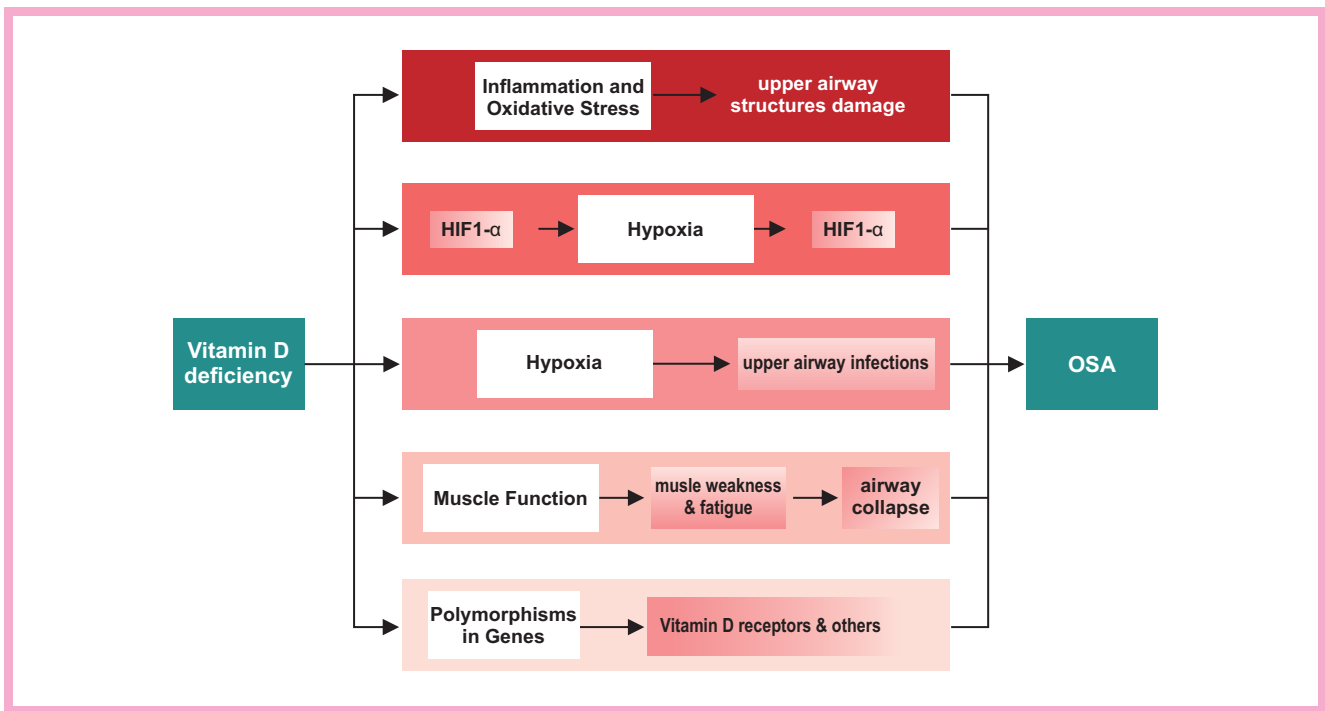 Inflammation and
Oxidative Stress
upper airway
structures damage
HIF1-α
Hypoxia
HIF1-α
Vitamin D
deficiency
Hypoxia
upper airway infections
OSA
Muscle Function
musle weakness
& fatigue
airway
collapse
Polymorphisms
in Genes
Vitamin D receptors & others